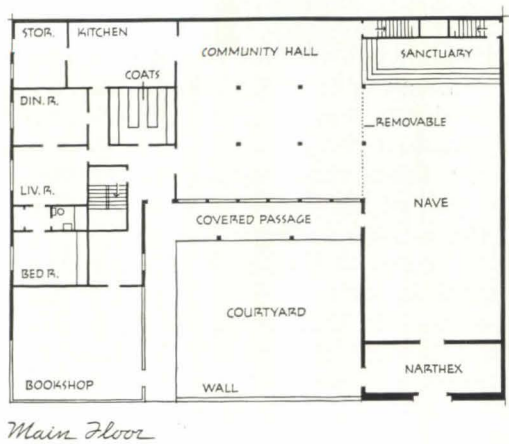 STOR.
KITCHEN
COMMUNITY HALL
SANCTUARY
COATS
DIN. R.
REMOVABLE
LIV. R.
NAVE
COVERED PASSAGE
BED R.
COURTYARD
NARTHEX
BOOKSHOP
WALL
Main Floor